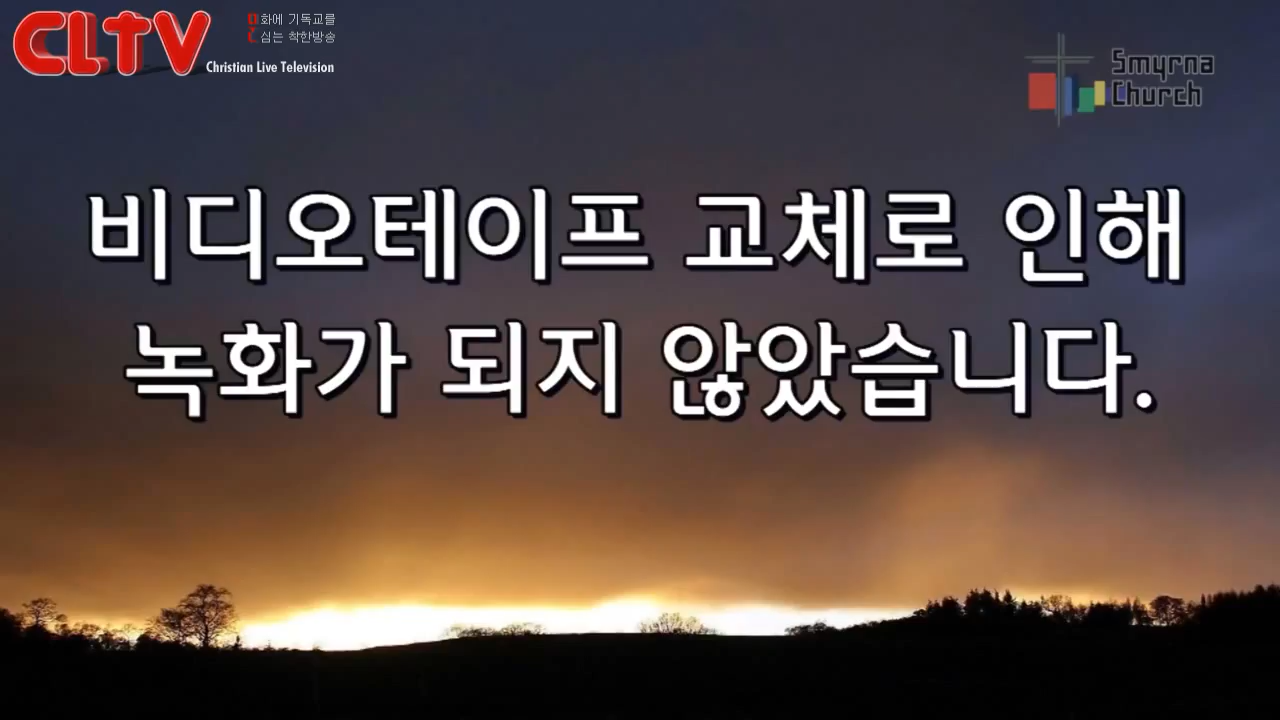 CLTV
화에 기독교를
심는 착한방송
Christian Live Television
Smyrna
Church
비디오테이프 교체로 인해
녹화가 되지 않았습니다.